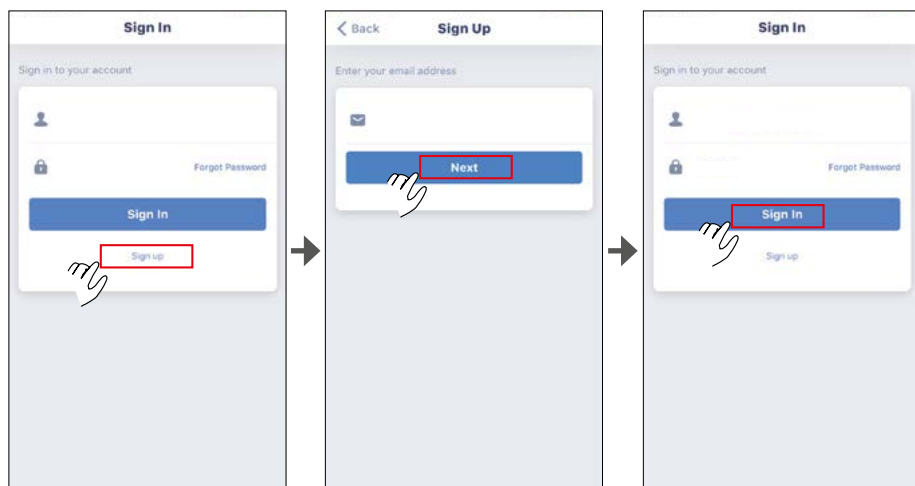 Sign In
Sign in to your account
Forgot Password
Sign In
Sign up
Back Sign Up
Enter your email address
Next
Sign In
Sign in to your account
Forgot Password
Sign In
Sign up